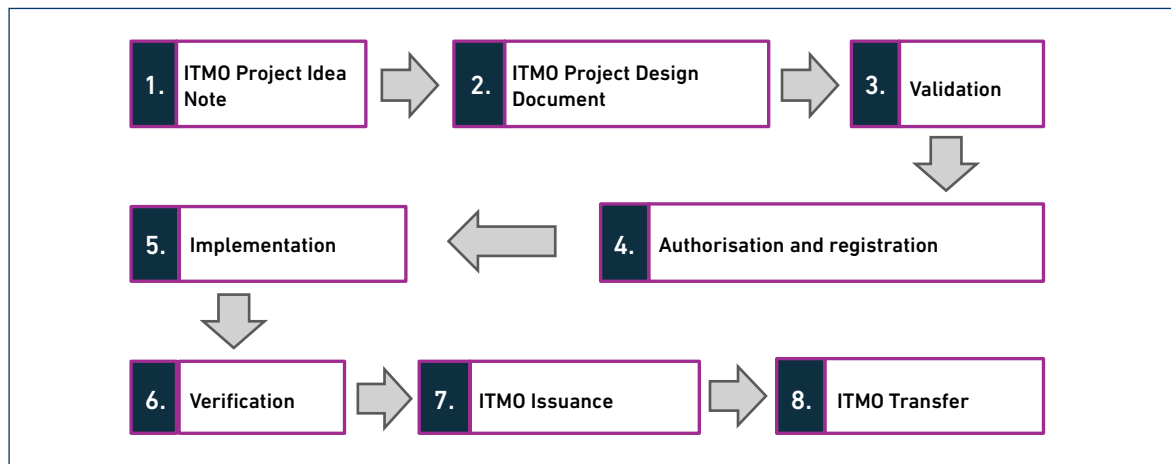 1. ITMO Project Idea
Note
2. ITMO Project Design
Document
3. Validation
4. Authorisation and registration
5. Implementation
6. Verification
7. ITMO Issuance
8. ITMO Transfer